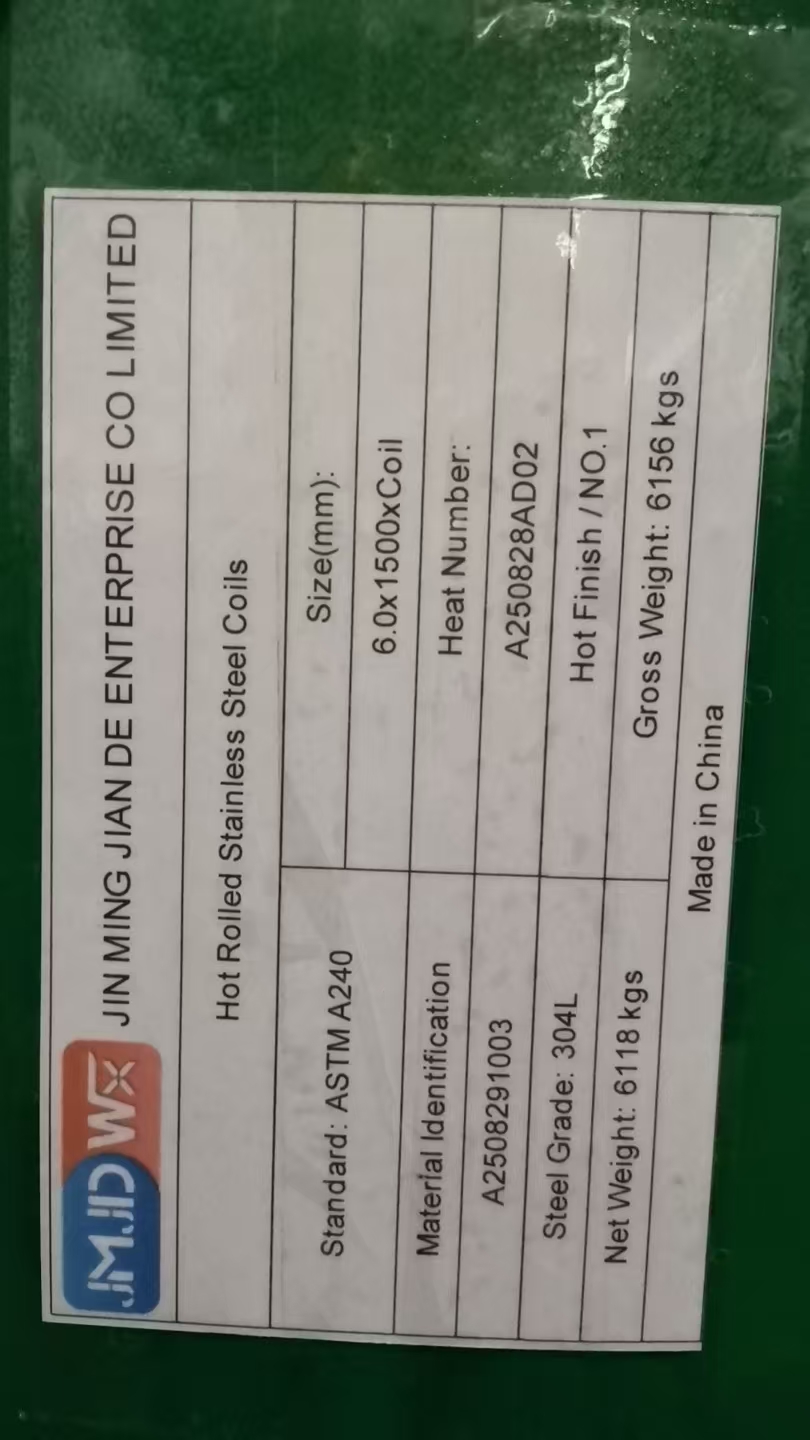 JMJD WX JIN MING JIAN DE ENTERPRISE CO LIMITED
Hot Rolled Stainless Steel Coils
Standard: ASTM A240
Size(mm):
6.0x1500xCoil
Material Identification
Heat Number:
A2508291003
A250828AD02
Steel Grade: 304L
Hot Finish / NO.1
Net Weight: 6118 kgs
Gross Weight: 6156 kgs
Made in China